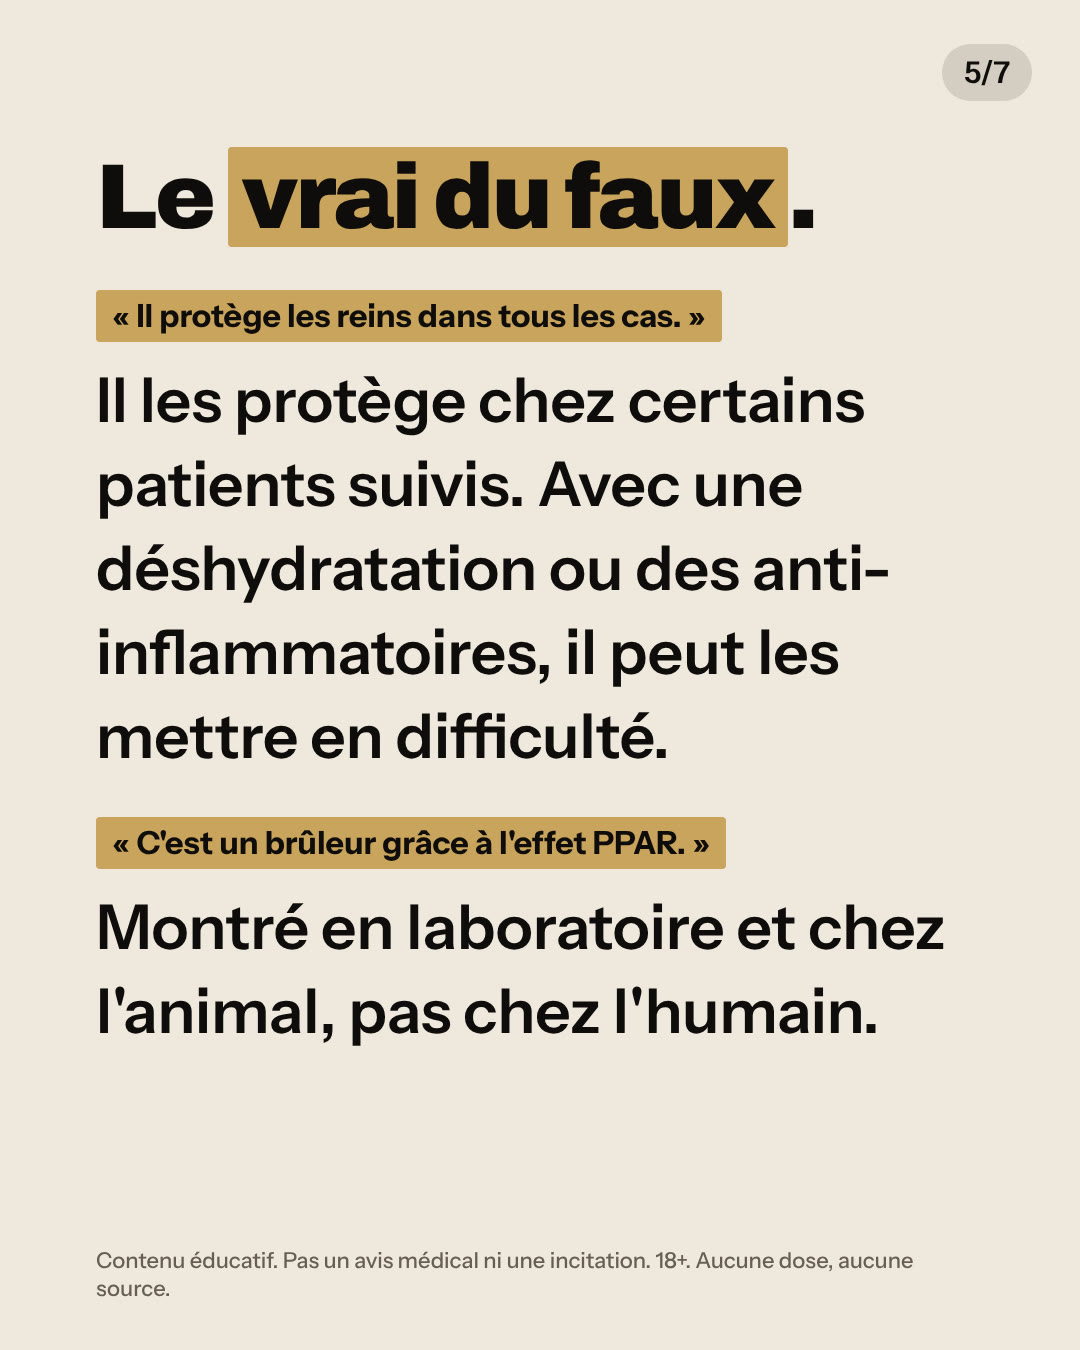 5/7
Le vrai du faux.
« Il protège les reins dans tous les cas. »
Il les protège chez certains
patients suivis. Avec une
déshydratation ou des anti-
inflammatoires, il peut les
mettre en difficulté.
« C'est un brûleur grâce à l'effet PPAR. »
Montré en laboratoire et chez
l'animal, pas chez l'humain.
Contenu éducatif. Pas un avis médical ni une incitation. 18+. Aucune dose, aucune
source.